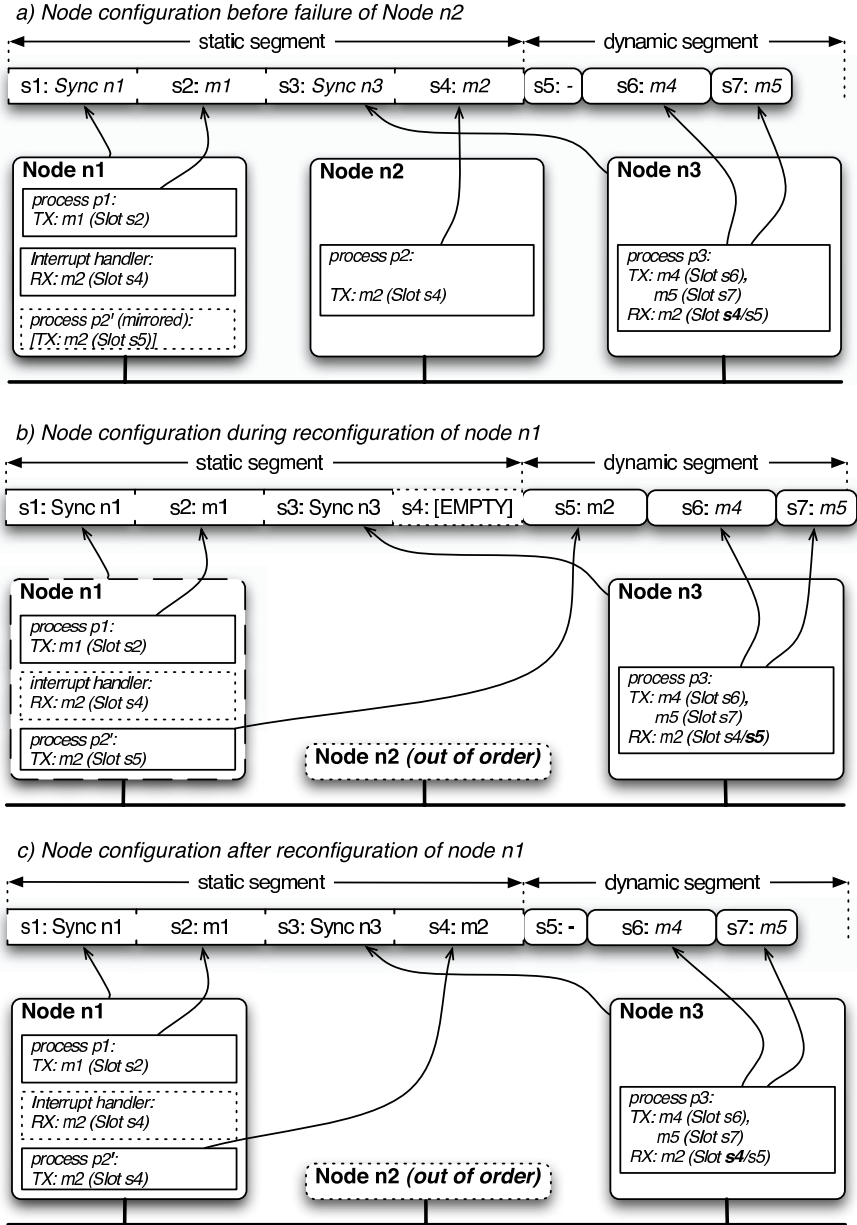 a) Node configuration before failure of Node n2
static segment
dynamic segment
s1: Sync n1
s2: m1
s3: Sync n3
s4: m2
s5: -
s6: m4
s7: m5
Node n1
process p1:
TX: m1 (Slot s2)
Interrupt handler:
RX: m2 (Slot s4)
process p2' (mirrored):
[TX: m2 (Slot s5)]
Node n2
process p2:
TX: m2 (Slot s4)
Node n3
process p3:
TX: m4 (Slot s6),
m5 (Slot s7)
RX: m2 (Slot s4/s5)
b) Node configuration during reconfiguration of node n1
static segment
dynamic segment
s1: Sync n1
s2: m1
s3: Sync n3
s4: [EMPTY]
s5: m2
s6: m4
s7: m5
Node n1
process p1:
TX: m1 (Slot s2)
interrupt handler:
RX: m2 (Slot s4)
process p2':
TX: m2 (Slot s5)
Node n2 (out of order)
Node n3
process p3:
TX: m4 (Slot s6),
m5 (Slot s7)
RX: m2 (Slot s4/s5)
c) Node configuration after reconfiguration of node n1
static segment
dynamic segment
s1: Sync n1
s2: m1
s3: Sync n3
s4: m2
s5: -
s6: m4
s7: m5
Node n1
process p1:
TX: m1 (Slot s2)
Interrupt handler:
RX: m2 (Slot s4)
process p2':
TX: m2 (Slot s4)
Node n2 (out of order)
Node n3
process p3:
TX: m4 (Slot s6),
m5 (Slot s7)
RX: m2 (Slot s4/s5)